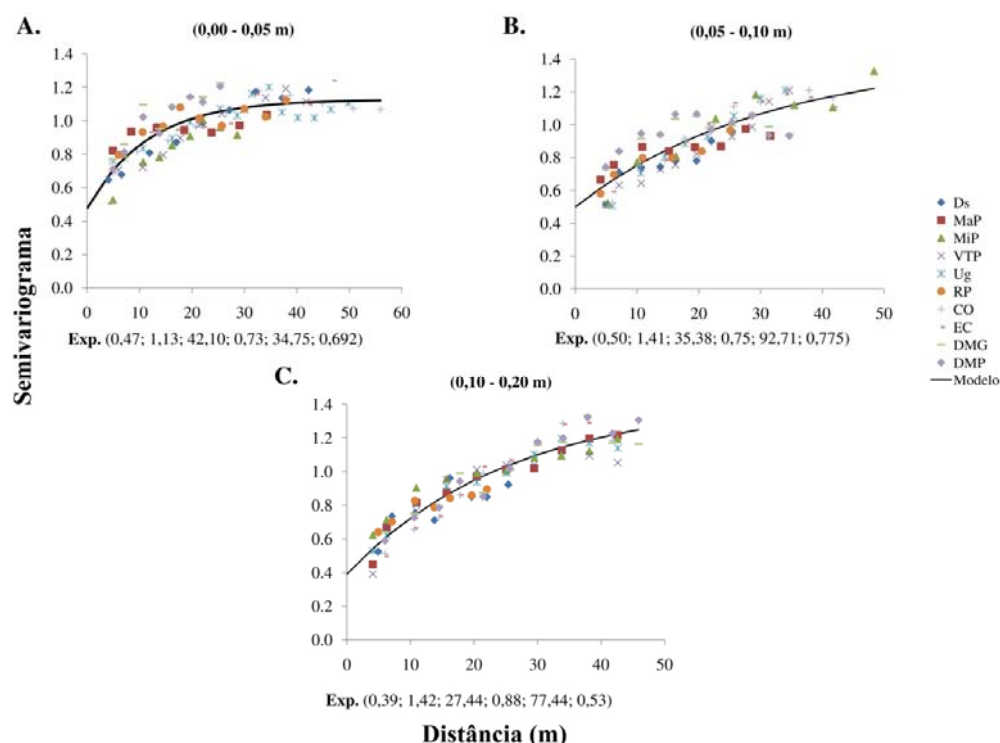 A.
(0,00 - 0,05 m)
1.4
1.2
1.0
0.8
0.6
0.4
0.2
0.0
0 10 20 30 40 50 60
Exp. (0,47; 1,13; 42,10; 0,73; 34,75; 0,692)
B.
(0,05 - 0,10 m)
1.4
1.2
1.0
0.8
0.6
0.4
0.2
0.0
0 10 20 30 40 50
Exp. (0,50; 1,41; 35,38; 0,75; 92,71; 0,775)
Ds
MaP
MiP
VTP
Ug
RP
CO
EC
DMG
DMP
Modelo
Semivariograma
C.
(0,10 - 0,20 m)
1.4
1.2
1.0
0.8
0.6
0.4
0.2
0.0
0 10 20 30 40 50
Exp. (0,39; 1,42; 27,44; 0,88; 77,44; 0,53)
Distância (m)